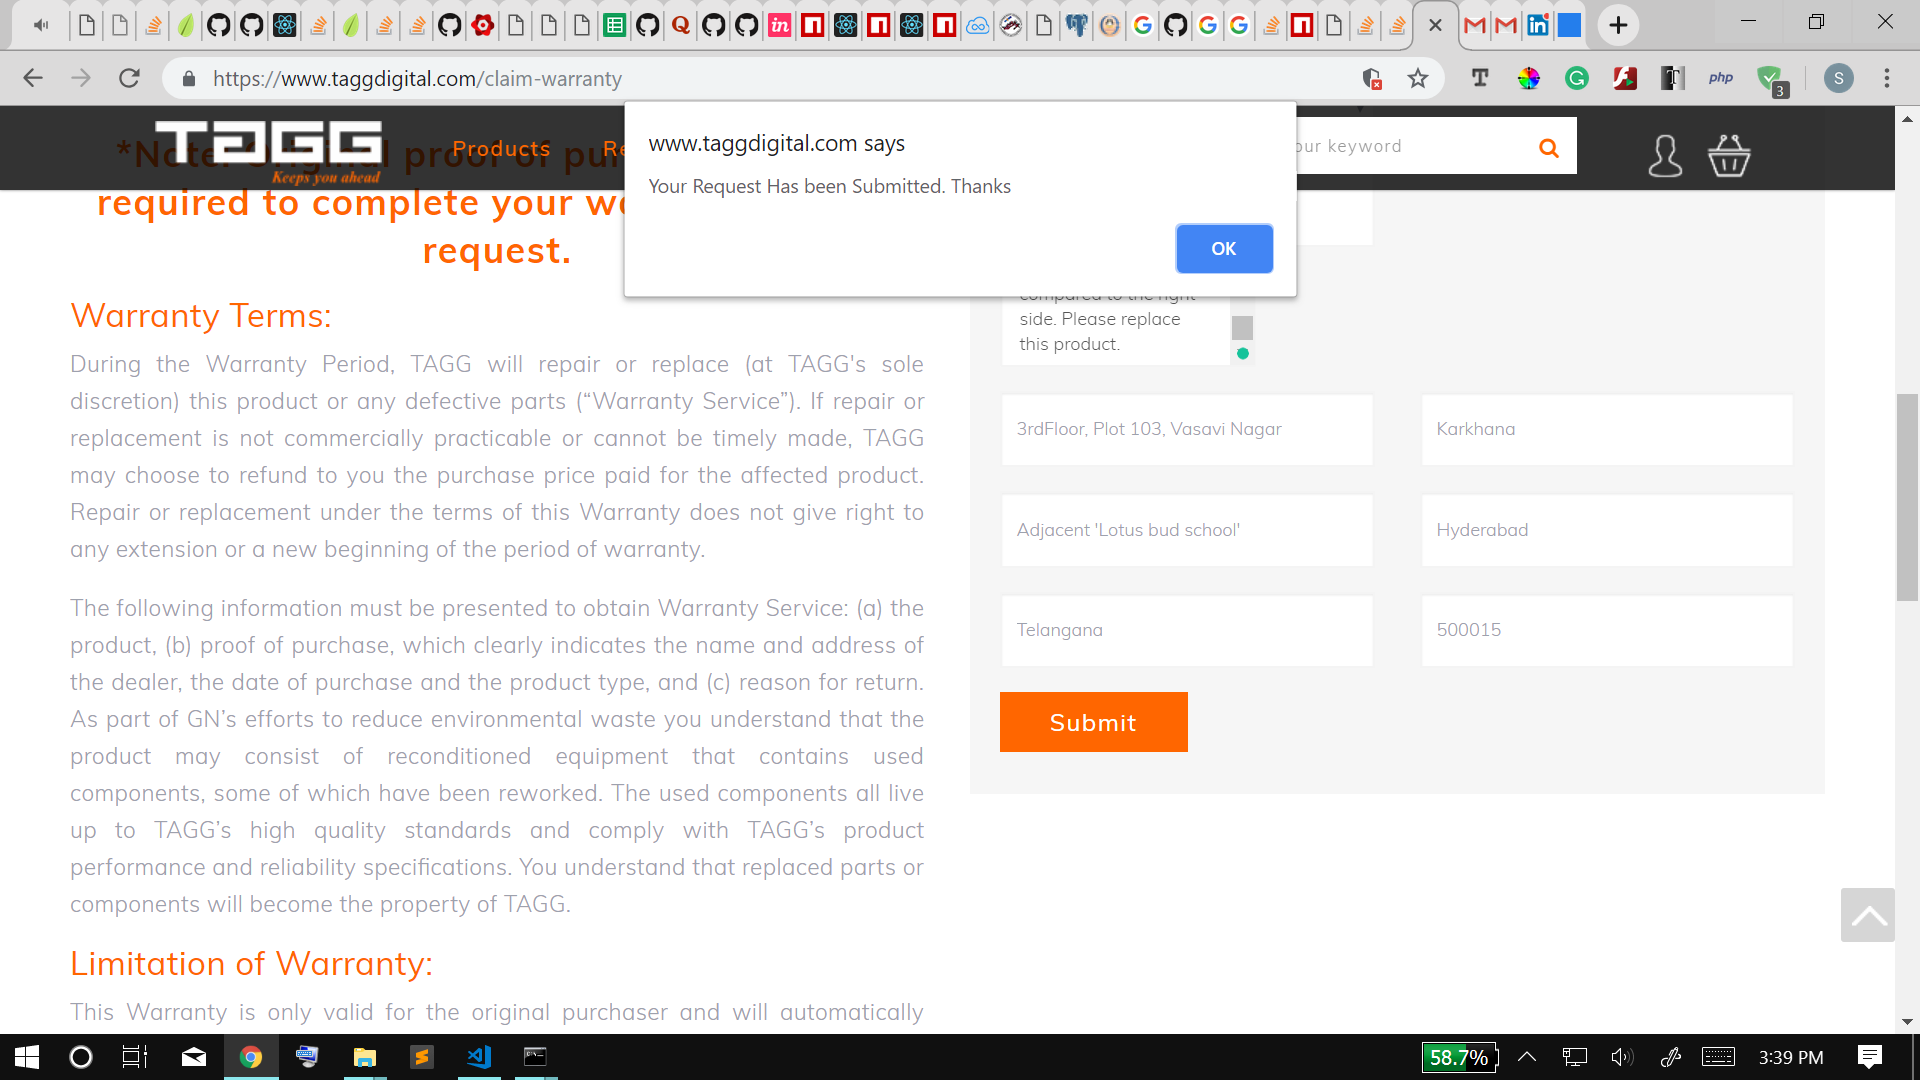 https://www.taggdigital.com/claim-warranty
S
php
3
TAGG
Keeps you ahead
Products
www.taggdigital.com says
Your Request Has been Submitted. Thanks
OK
our keyword
*Note: Original proof of pu
required to complete your w
request.
compared to the right
side. Please replace
this product.
Warranty Terms:
During the Warranty Period, TAGG will repair or replace (at TAGG's sole
discretion) this product or any defective parts (“Warranty Service”). If repair or
replacement is not commercially practicable or cannot be timely made, TAGG
may choose to refund to you the purchase price paid for the affected product.
Repair or replacement under the terms of this Warranty does not give right to
any extension or a new beginning of the period of warranty.
The following information must be presented to obtain Warranty Service: (a) the
product, (b) proof of purchase, which clearly indicates the name and address of
the dealer, the date of purchase and the product type, and (c) reason for return.
As part of GN’s efforts to reduce environmental waste you understand that the
product may consist of reconditioned equipment that contains used
components, some of which have been reworked. The used components all live
up to TAGG’s high quality standards and comply with TAGG’s product
performance and reliability specifications. You understand that replaced parts or
components will become the property of TAGG.
Limitation of Warranty:
This Warranty is only valid for the original purchaser and will automatically
3rdFloor, Plot 103, Vasavi Nagar
Karkhana
Adjacent 'Lotus bud school'
Hyderabad
Telangana
500015
Submit
58.7%
3:39 PM